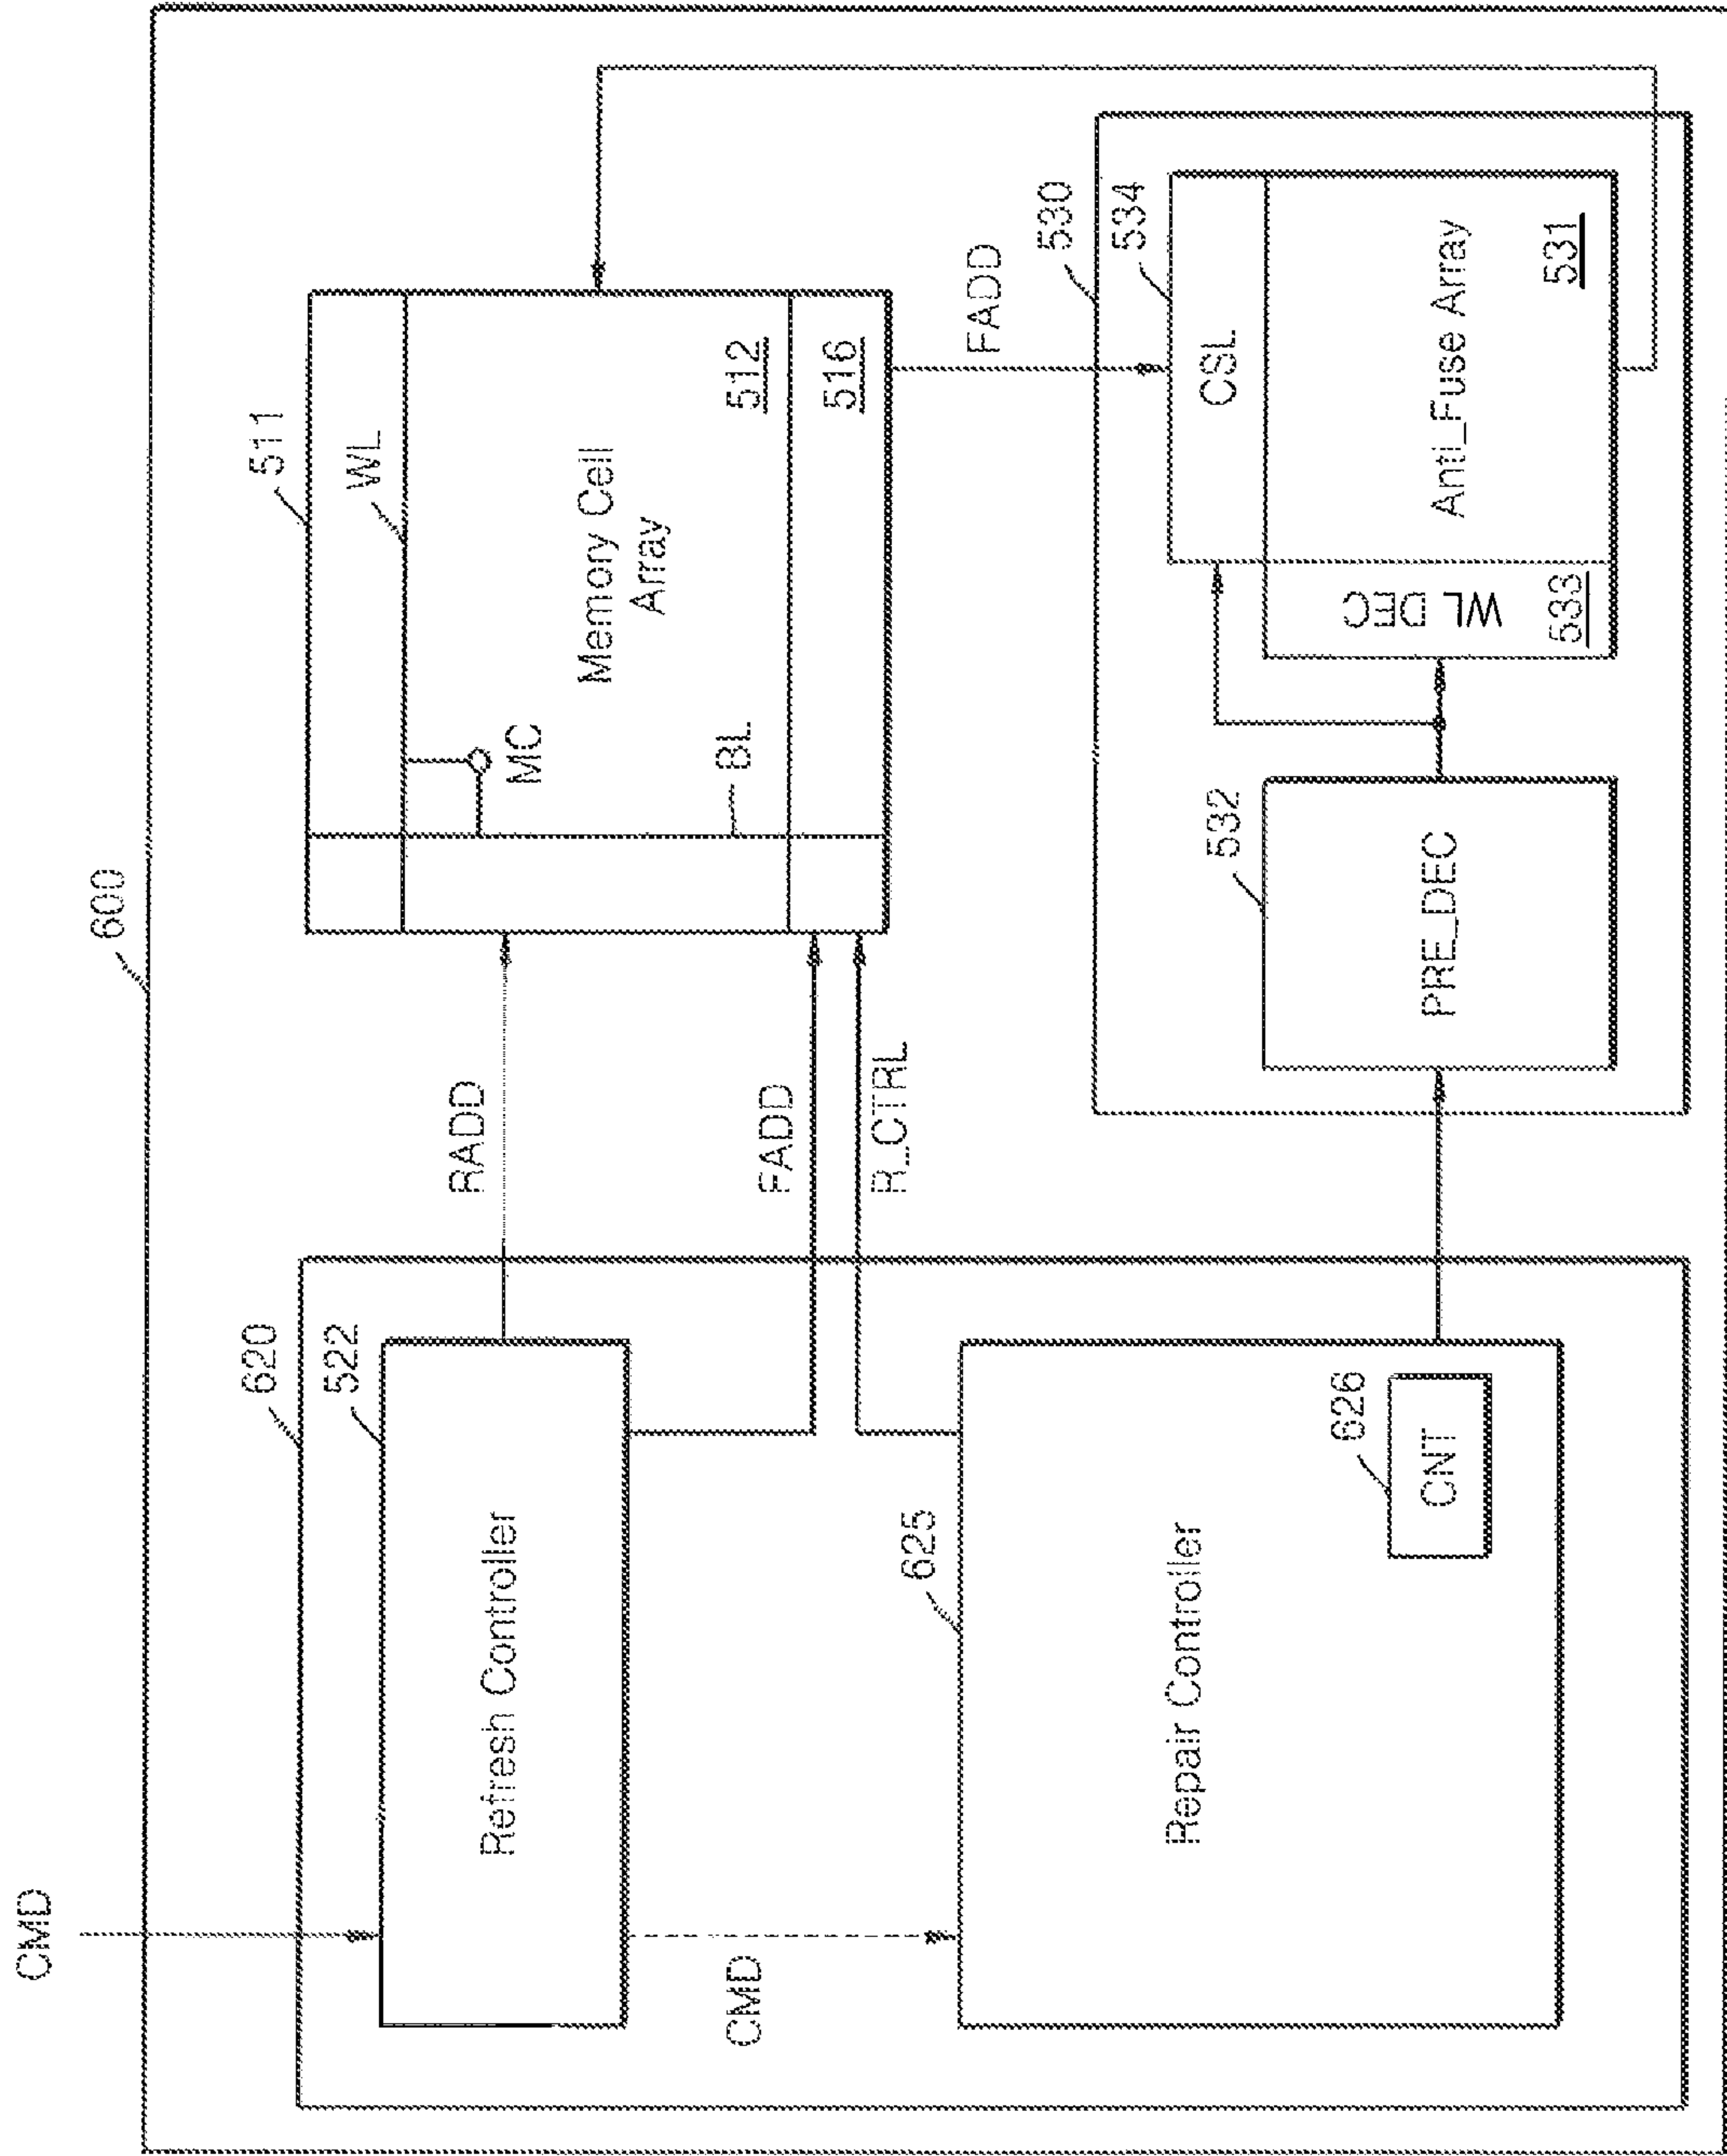 600
CMD
620
522
Refresh Controller
CMD
625
Repair Controller
626
CNT
RADD
FADD
R_CTRL
511
WL
MC
Memory Cell
Array
BL
512
516
FADD
530
534
CSL
532
PRE_DEC
WL DEC
533
Anti_Fuse Array
531